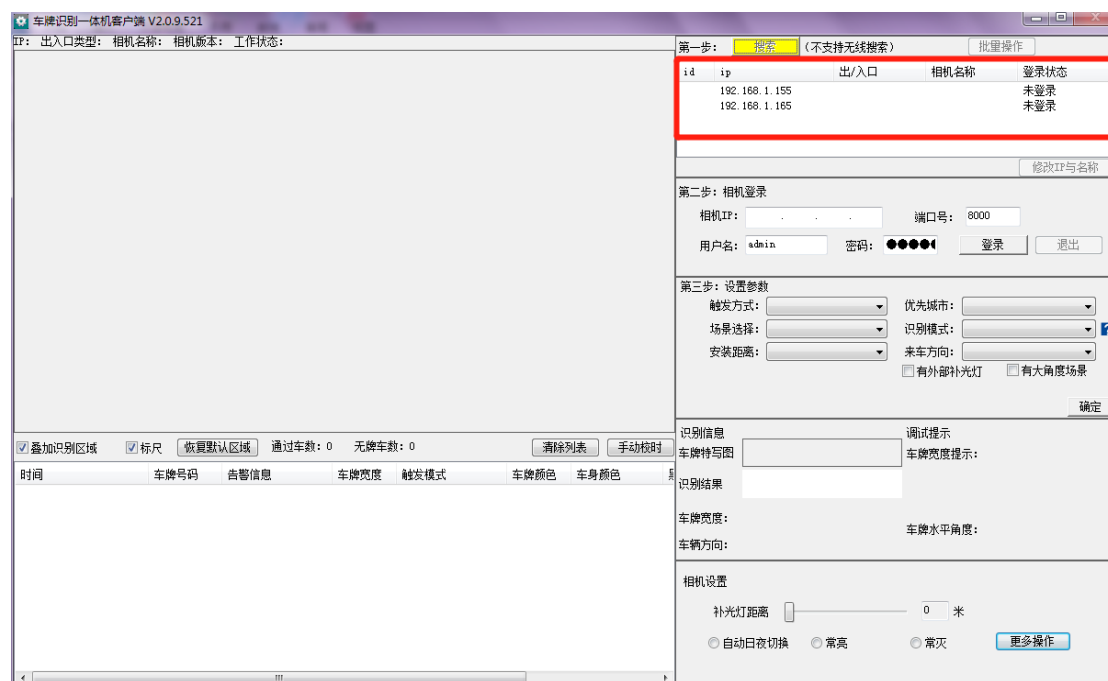 车牌识别一体机客户端 V2.0.9.521
IP: 出入口类型: 相机名称: 相机版本: 工作状态:
第一步: 搜索 (不支持无线搜索) 批量操作
id ip 出/入口 相机名称 登录状态
192.168.1.155 未登录
192.168.1.165 未登录
修改IP与名称
第二步: 相机登录
相机IP: . . . 端口号: 8000
用户名: admin 密码: ●●●●● 登录 退出
第三步: 设置参数
触发方式: 优先城市:
场景选择: 识别模式:
安装距离: 来车方向:
有外部补光灯 有大角度场景
确定
叠加识别区域 标尺 恢复默认区域 通过车数: 0 无牌车数: 0 清除列表 手动校时
时间 车牌号码 告警信息 车牌宽度 触发模式 车牌颜色 车身颜色
识别信息 调试提示
车牌特写图 车牌宽度提示:
识别结果
车牌宽度:
车牌水平角度:
车辆方向:
相机设置
补光灯距离 0 米
自动日夜切换 常亮 常灭 更多操作